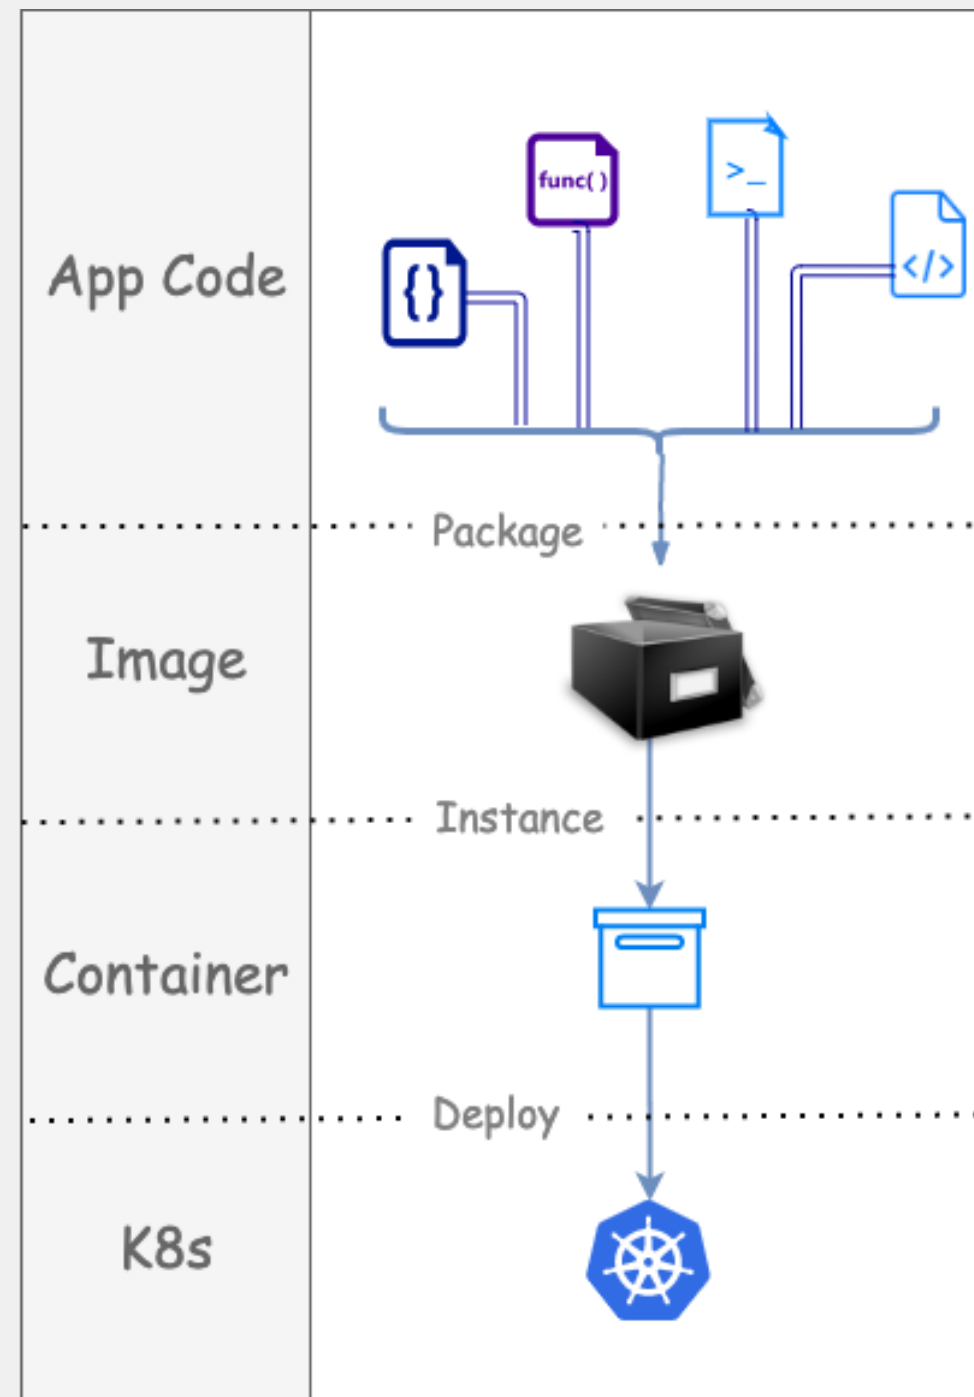 func( )
>_
{}
</>
App Code
Package
Image
Instance
Container
Deploy
K8s